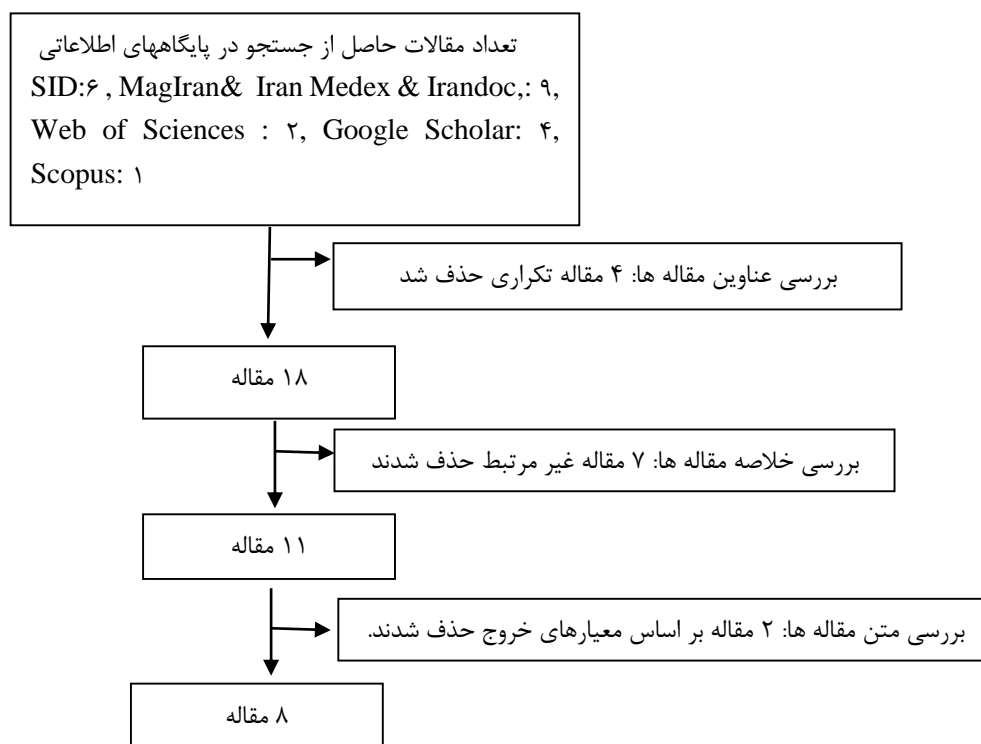 تعداد مقالات حاصل از جستجو در پایگاههای اطلاعاتی
SID:۶ , MagIran& Iran Medex & Irandoc,: ۹,
Web of Sciences : ۲, Google Scholar: ۴,
Scopus: ۱
بررسی عناوین مقاله ها: ۴ مقاله تکراری حذف شد
۱۸ مقاله
بررسی خلاصه مقاله ها: ۷ مقاله غیر مرتبط حذف شدند
۱۱ مقاله
بررسی متن مقاله ها: ۲ مقاله بر اساس معیارهای خروج حذف شدند.
۸ مقاله